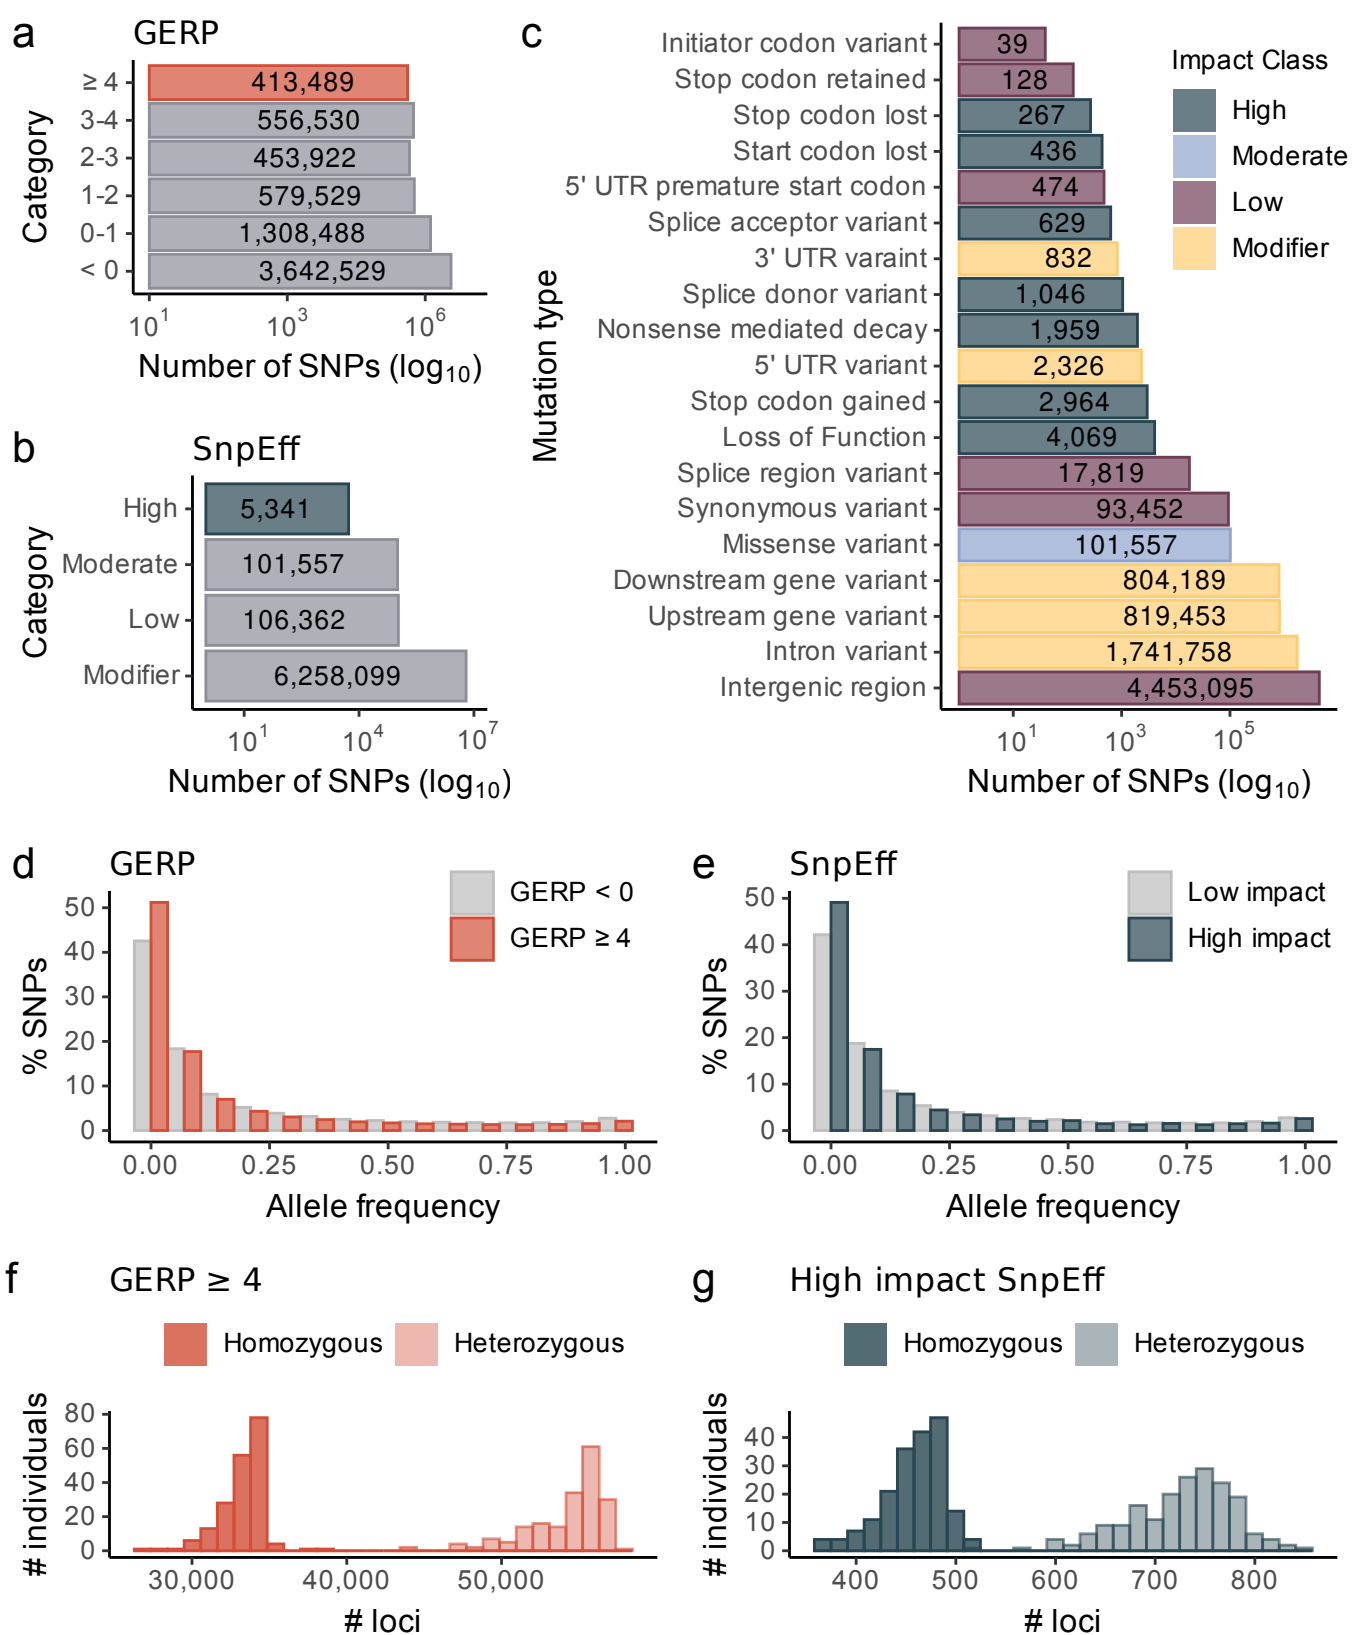 a
GERP
Category
≥ 4
413,489
3-4
556,530
2-3
453,922
1-2
579,529
0-1
1,308,488
< 0
3,642,529
10¹ 10³ 10⁶
Number of SNPs (log₁₀)
b
SnpEff
Category
High
5,341
Moderate
101,557
Low
106,362
Modifier
6,258,099
10¹ 10⁴ 10⁷
Number of SNPs (log₁₀)
c
Mutation type
Initiator codon variant 39
Stop codon retained 128
Stop codon lost 267
Start codon lost 436
5' UTR premature start codon 474
Splice acceptor variant 629
3' UTR varaint 832
Splice donor variant 1,046
Nonsense mediated decay 1,959
5' UTR variant 2,326
Stop codon gained 2,964
Loss of Function 4,069
Splice region variant 17,819
Synonymous variant 93,452
Missense variant 101,557
Downstream gene variant 804,189
Upstream gene variant 819,453
Intron variant 1,741,758
Intergenic region 4,453,095
10¹ 10³ 10⁵
Number of SNPs (log₁₀)
Impact Class
High
Moderate
Low
Modifier
d
GERP
GERP < 0
GERP ≥ 4
% SNPs
50
40
30
20
10
0
0.00 0.25 0.50 0.75 1.00
Allele frequency
e
SnpEff
Low impact
High impact
% SNPs
50
40
30
20
10
0
0.00 0.25 0.50 0.75 1.00
Allele frequency
f
GERP ≥ 4
Homozygous Heterozygous
# individuals
80
60
40
20
0
30,000 40,000 50,000
# loci
g
High impact SnpEff
Homozygous Heterozygous
# individuals
40
30
20
10
0
400 500 600 700 800
# loci